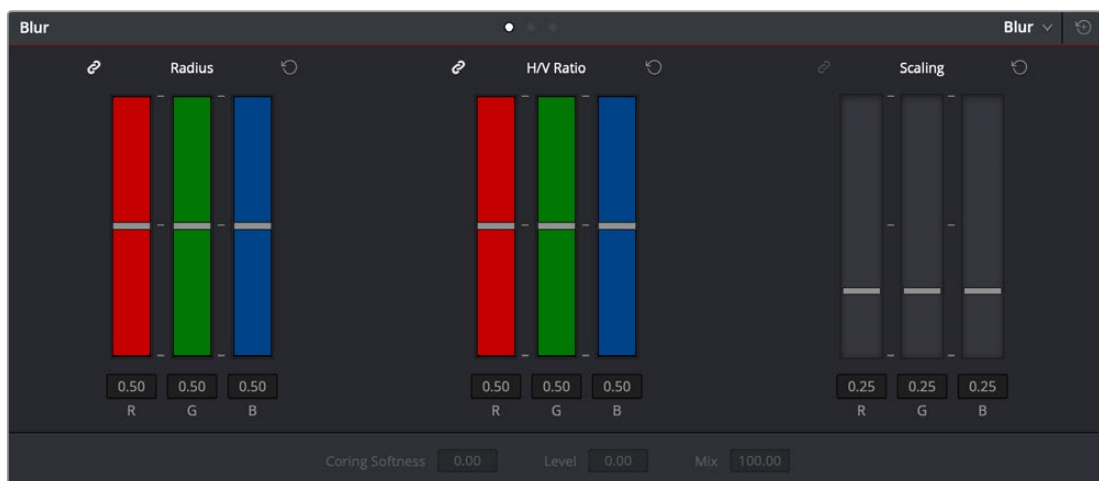 Blur Blur
Radius H/V Ratio Scaling
0.50 0.50 0.50 0.50 0.50 0.50 0.25 0.25 0.25
R G B R G B R G B
Coring Softness 0.00 Level 0.00 Mix 100.00